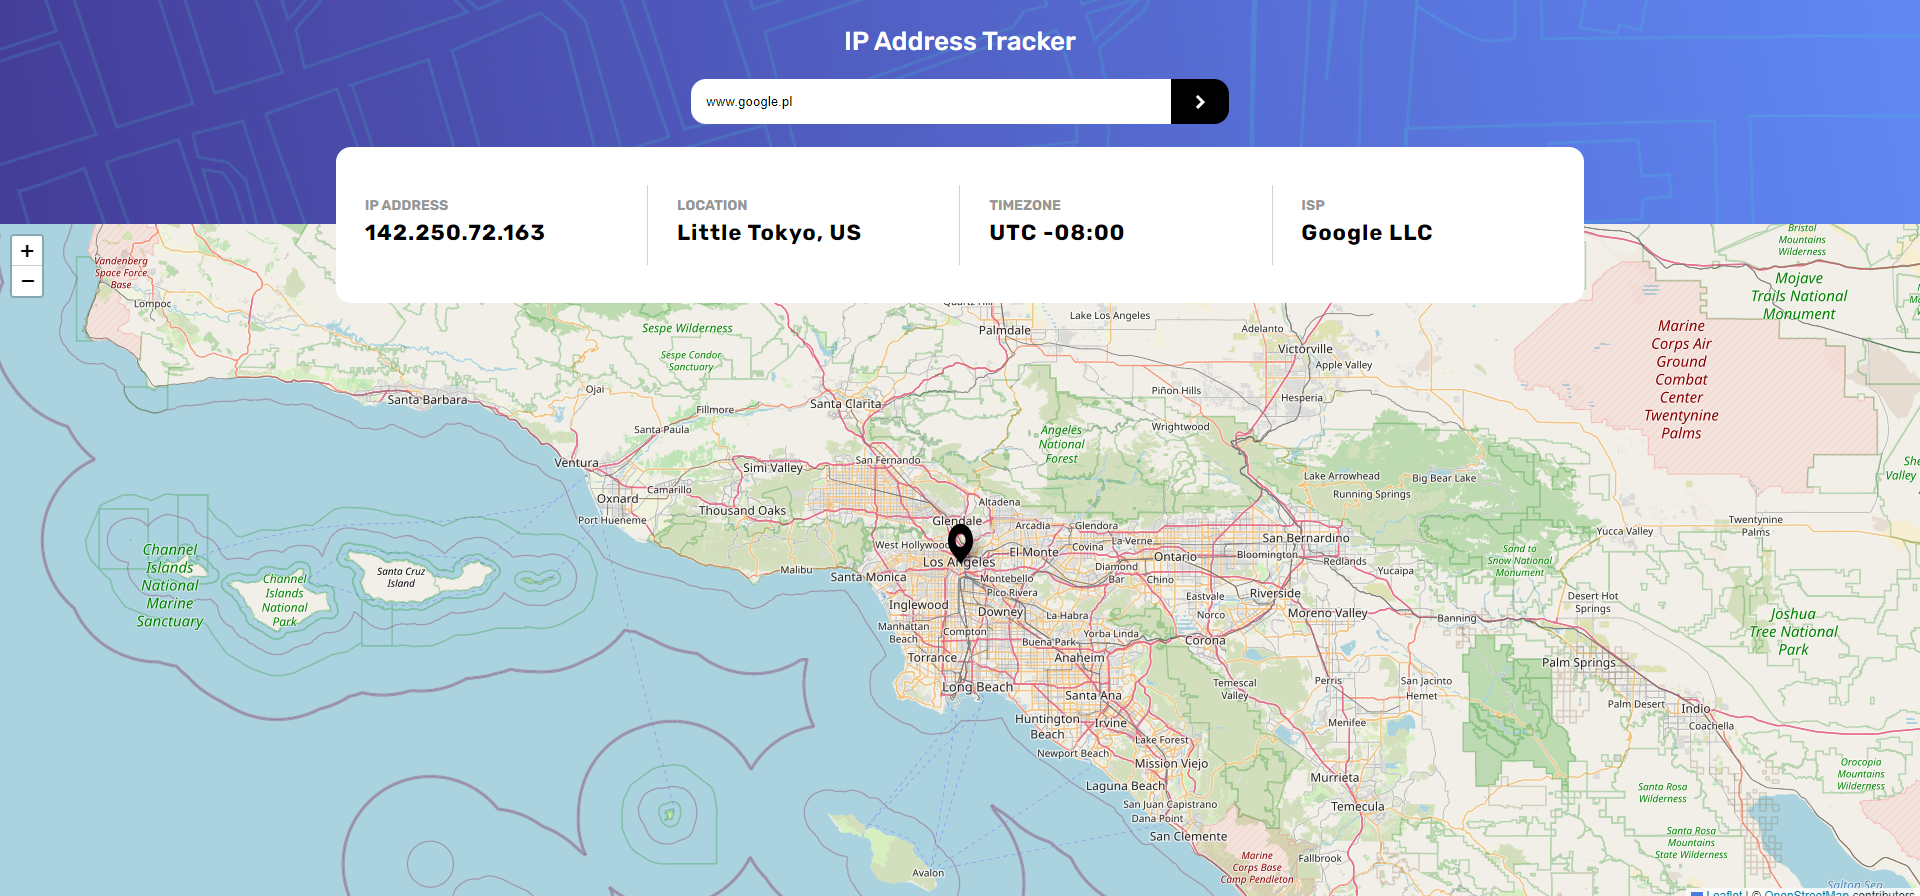 IP Address Tracker
www.google.pl
IP ADDRESS
142.250.72.163
LOCATION
Little Tokyo, US
TIMEZONE
UTC -08:00
ISP
Google LLC
+
−
Vandenberg
Space Force
Base
Lompoc
Bristol
Mountains
Wilderness
Mojave
Trails National
Monument
Lake Los Angeles
Sespe Wilderness
Palmdale
Adelanto
Marine
Corps Air
Ground
Combat
Center
Twentynine
Palms
Sespe Condor
Sanctuary
Victorville
Apple Valley
Ojai
Piñon Hills
Santa Barbara
Hesperia
Santa Clarita
Fillmore
Santa Paula
Wrightwood
Angeles
National
Forest
Ventura
San Fernando
Simi Valley
Lake Arrowhead
Big Bear Lake
Valley
Camarillo
Running Springs
Oxnard
Altadena
Thousand Oaks
Port Hueneme
Glendale
Arcadia
Glendora
Yucca Valley
Twentynine
Palms
West Hollywood
El Monte
Covina
La Verne
San Bernardino
Channel
Islands
National
Marine
Sanctuary
Los Angeles
Diamond
Bar
Ontario
Bloomington
Redlands
Sand to
Snow National
Monument
Santa Cruz
Island
Malibu
Santa Monica
Montebello
Chino
Yucaipa
Channel
Islands
National
Park
Pico Rivera
Eastvale
Riverside
Desert Hot
Springs
Inglewood
Downey
La Habra
Norco
Moreno Valley
Banning
Joshua
Tree National
Park
Manhattan
Beach
Compton
Buena Park
Yorba Linda
Corona
Torrance
Anaheim
Palm Springs
Long Beach
Santa Ana
Temescal
Valley
Perris
San Jacinto
Hemet
Palm Desert
Indio
Huntington
Beach
Irvine
Menifee
Coachella
Lake Forest
Newport Beach
Mission Viejo
Murrieta
Orocopia
Mountains
Wilderness
Laguna Beach
Santa Rosa
Wilderness
San Juan Capistrano
Temecula
Dana Point
San Clemente
Santa Rosa
Mountains
State Wilderness
Marine
Corps Base
Camp Pendleton
Fallbrook
Avalon
Salton Sea
Leaflet | © OpenStreetMap contributors